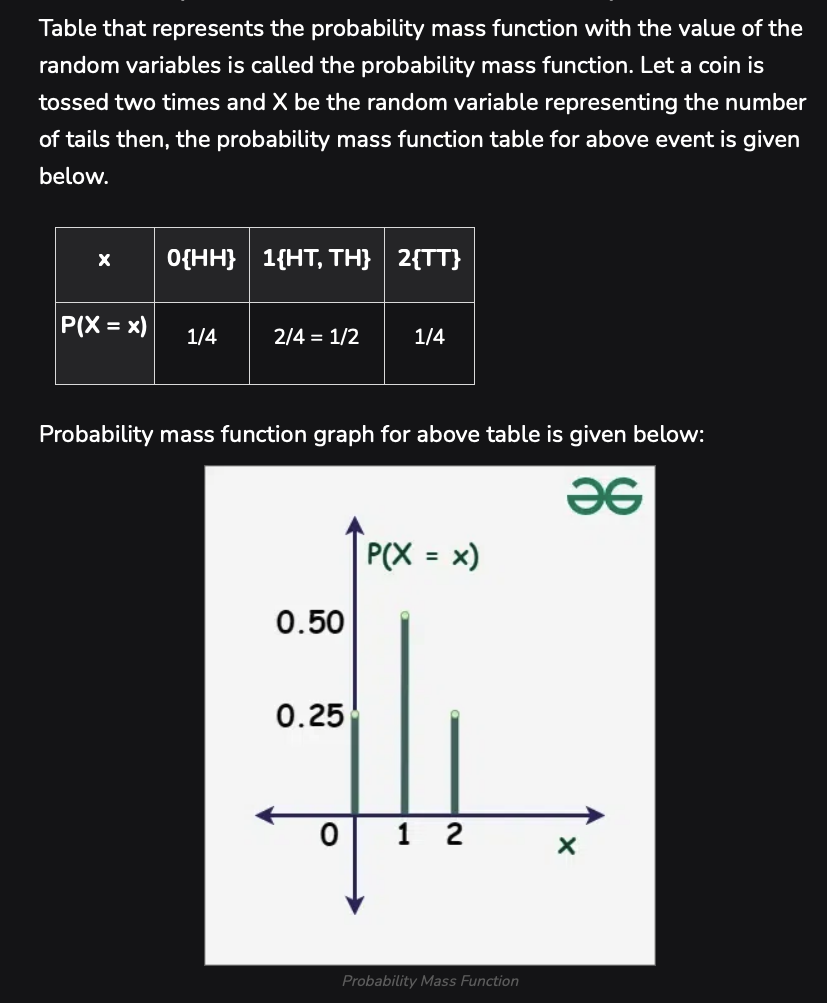 Table that represents the probability mass function with the value of the
random variables is called the probability mass function. Let a coin is
tossed two times and X be the random variable representing the number
of tails then, the probability mass function table for above event is given
below.
x 0{HH} 1{HT, TH} 2{TT}
P(X = x) 1/4 2/4 = 1/2 1/4
Probability mass function graph for above table is given below:
P(X = x)
0.50
0.25
0 1 2
x
Probability Mass Function